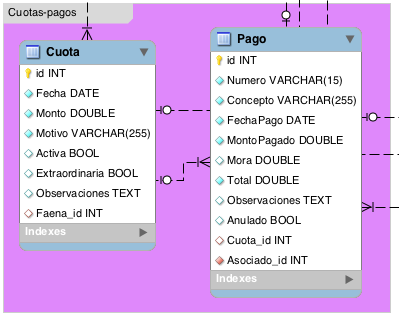 Cuotas-pagos
Cuota
id INT
Fecha DATE
Monto DOUBLE
Motivo VARCHAR(255)
Activa BOOL
Extraordinaria BOOL
Observaciones TEXT
Faena_id INT
Indexes
Pago
id INT
Numero VARCHAR(15)
Concepto VARCHAR(255)
FechaPago DATE
MontoPagado DOUBLE
Mora DOUBLE
Total DOUBLE
Observaciones TEXT
Anulado BOOL
Cuota_id INT
Asociado_id INT
Indexes